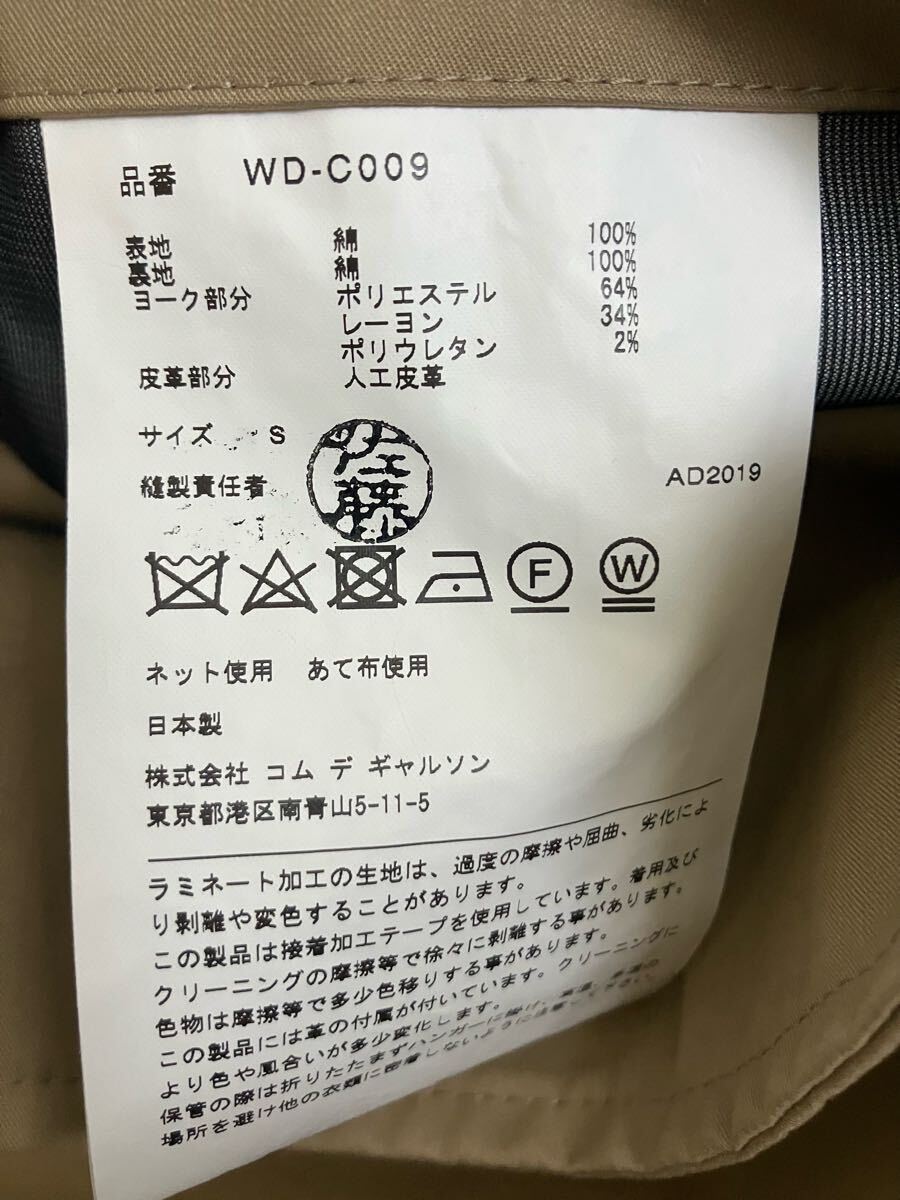 品番 WD-C009
表地 綿 100%
裏地 綿 100%
ヨーク部分 ポリエステル 64%
レーヨン 34%
ポリウレタン 2%
皮革部分 人工皮革
サイズ S
縫製責任者 佐藤
AD2019
F W
ネット使用 あて布使用
日本製
株式会社 コム デ ギャルソン
東京都港区南青山5-11-5
ラミネート加工の生地は、過度の摩擦や屈曲、劣化によ
り剥離や変色することがあります。
この製品は接着加工テープを使用しています。着用及び
クリーニングの摩擦等で徐々に剥離する事があります。
色物は摩擦等で多少色移りする事があります。
この製品には革の付属が付いています。クリーニングに
より色や風合いが多少変化します。
保管の際は折りたたまずハンガーに掛け、
場所を避け他の衣類に密着しないように